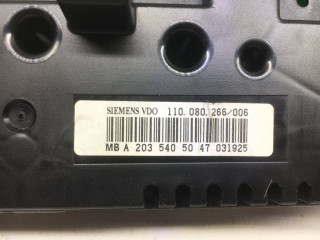 SIEMENS VDO 110. 080. 266/006
MB A 203 540 50 47 031925